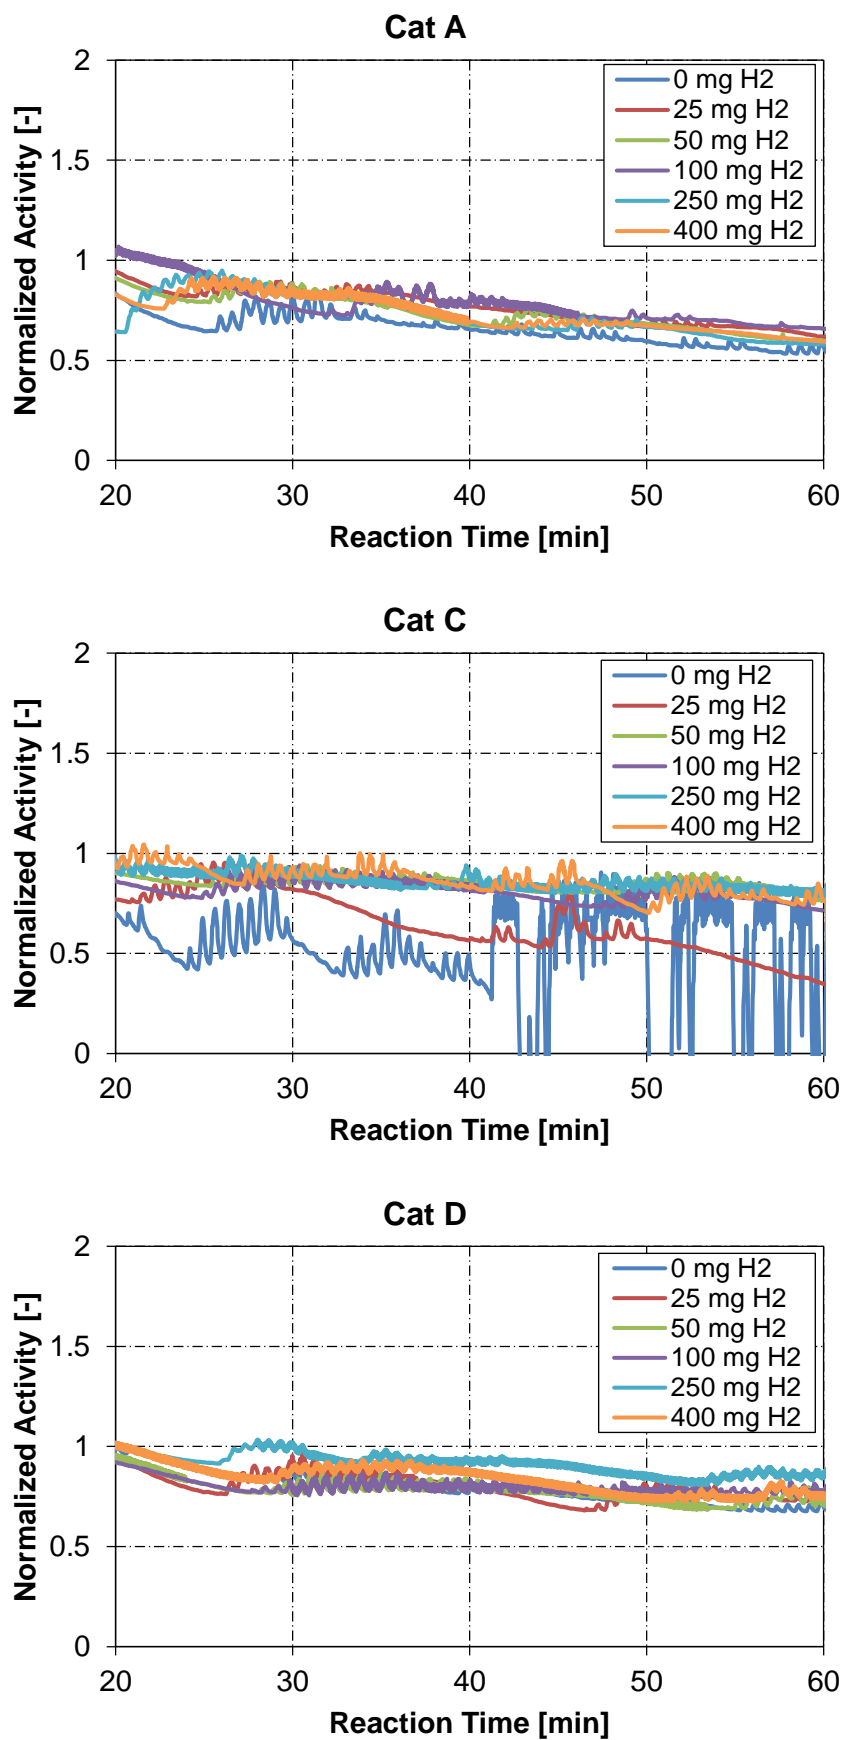 Cat A
Normalized Activity [-]
2
1.5
1
0.5
0
0 mg H2
25 mg H2
50 mg H2
100 mg H2
250 mg H2
400 mg H2
20 30 40 50 60
Reaction Time [min]
Cat C
Normalized Activity [-]
2
1.5
1
0.5
0
0 mg H2
25 mg H2
50 mg H2
100 mg H2
250 mg H2
400 mg H2
20 30 40 50 60
Reaction Time [min]
Cat D
Normalized Activity [-]
2
1.5
1
0.5
0
0 mg H2
25 mg H2
50 mg H2
100 mg H2
250 mg H2
400 mg H2
20 30 40 50 60
Reaction Time [min]